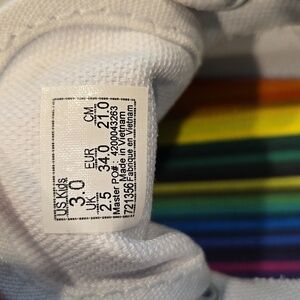 US Kids EUR CM
3.0 34.0 21.0
UK
2.5
Master PO# : 4200043263
Made in Vietnam
721356 Fabriqué en Vietnam